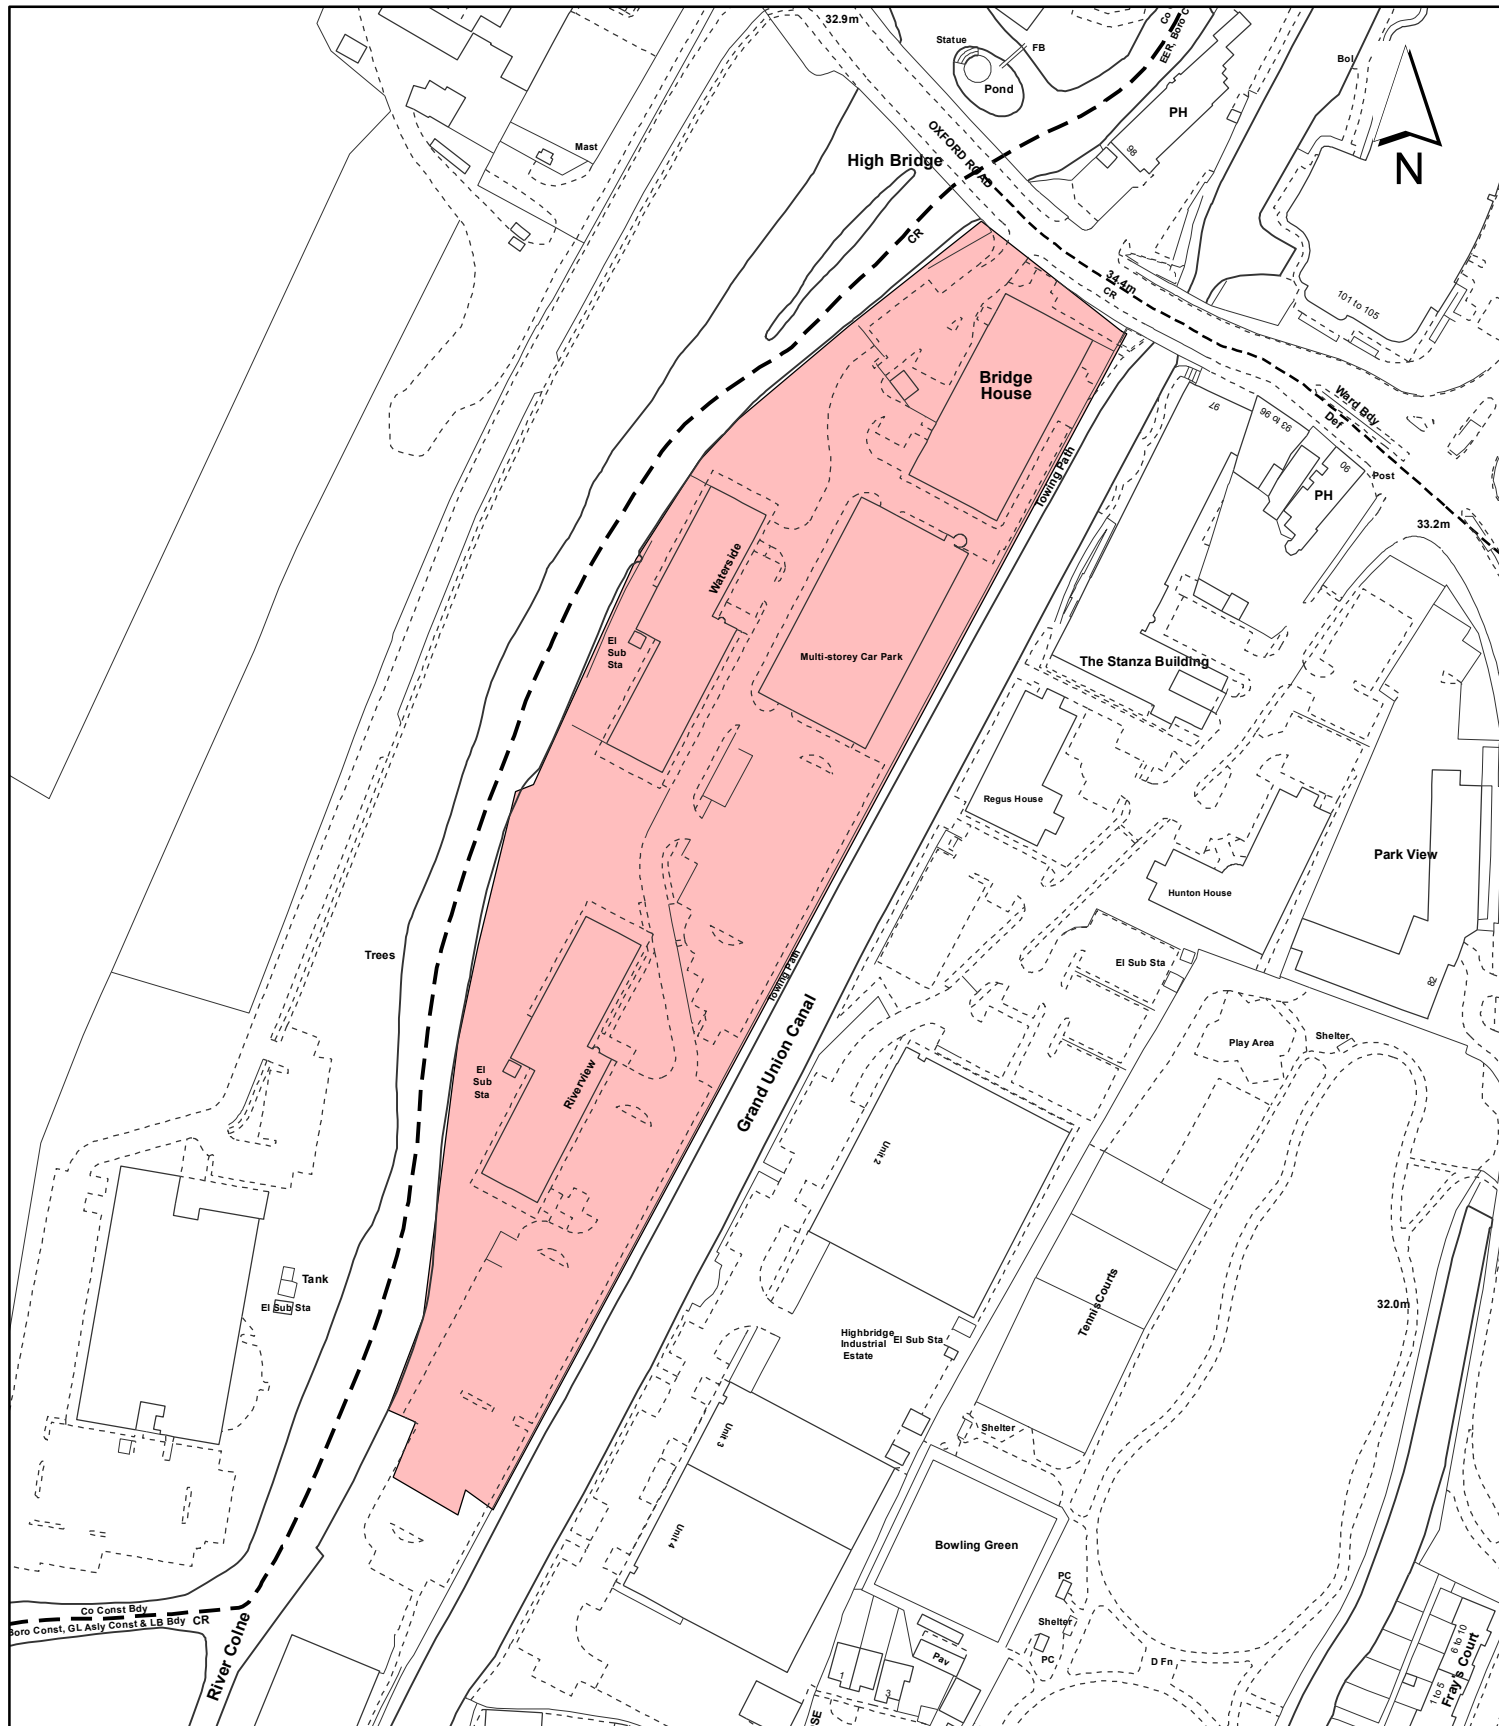 32.9m
Statue
FB
Pond
Co
EER, Boro C
Bol
PH
98
N
OXFORD ROAD
High Bridge
Mast
CR
34.4m
CR
101 to 105
Bridge
House
Ward Bdy
Def
97
93 to 96
90
Post
PH
33.2m
Towing Path
Waterside
El
Sub
Sta
Multi-storey Car Park
The Stanza Building
Regus House
Park View
Hunton House
Trees
El Sub Sta
82
Towing Path
Grand Union Canal
Play Area
Shelter
El
Sub
Sta
Riverview
Unit 2
Tank
El Sub Sta
Tennis Courts
32.0m
Highbridge
Industrial
Estate
El Sub Sta
Unit 3
Shelter
Unit 4
Bowling Green
PC
Shelter
PC
Co Const Bdy
Boro Const, GL Asly Const & LB Bdy CR
River Colne
Pav
D Fn
1
3
SE
6 to 10
1 to 5
Fray's Court